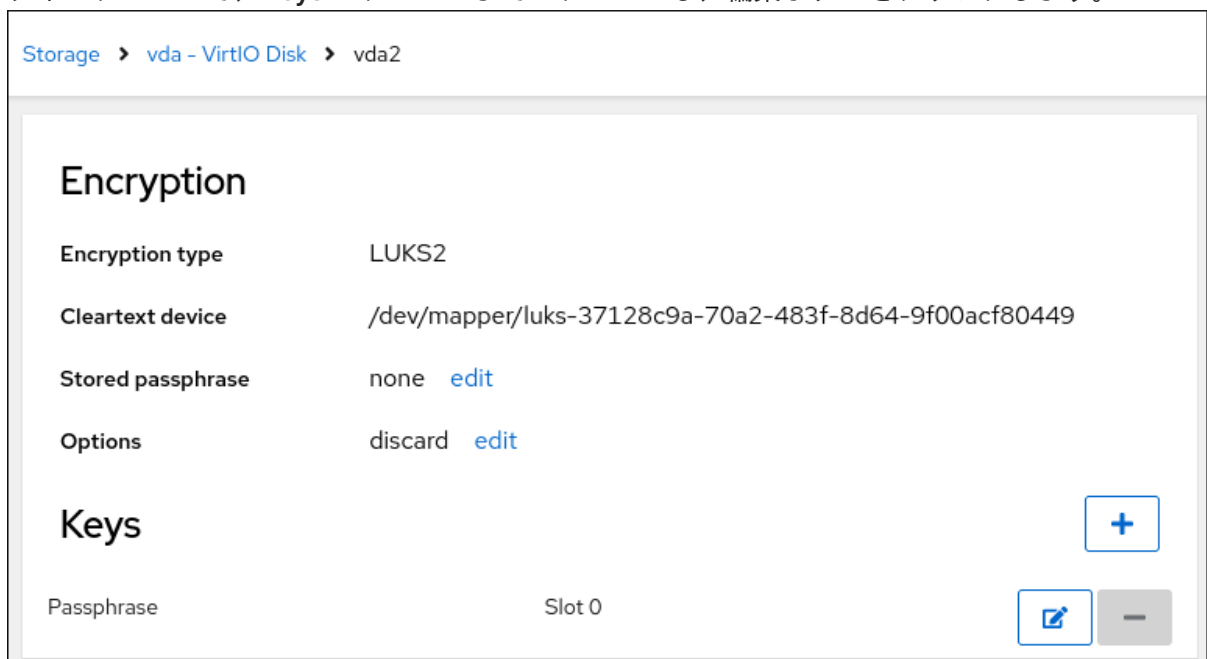 Storage > vda - VirtIO Disk > vda2
Encryption
Encryption type LUKS2
Cleartext device /dev/mapper/luks-37128c9a-70a2-483f-8d64-9f00acf80449
Stored passphrase none edit
Options discard edit
Keys
Passphrase Slot 0